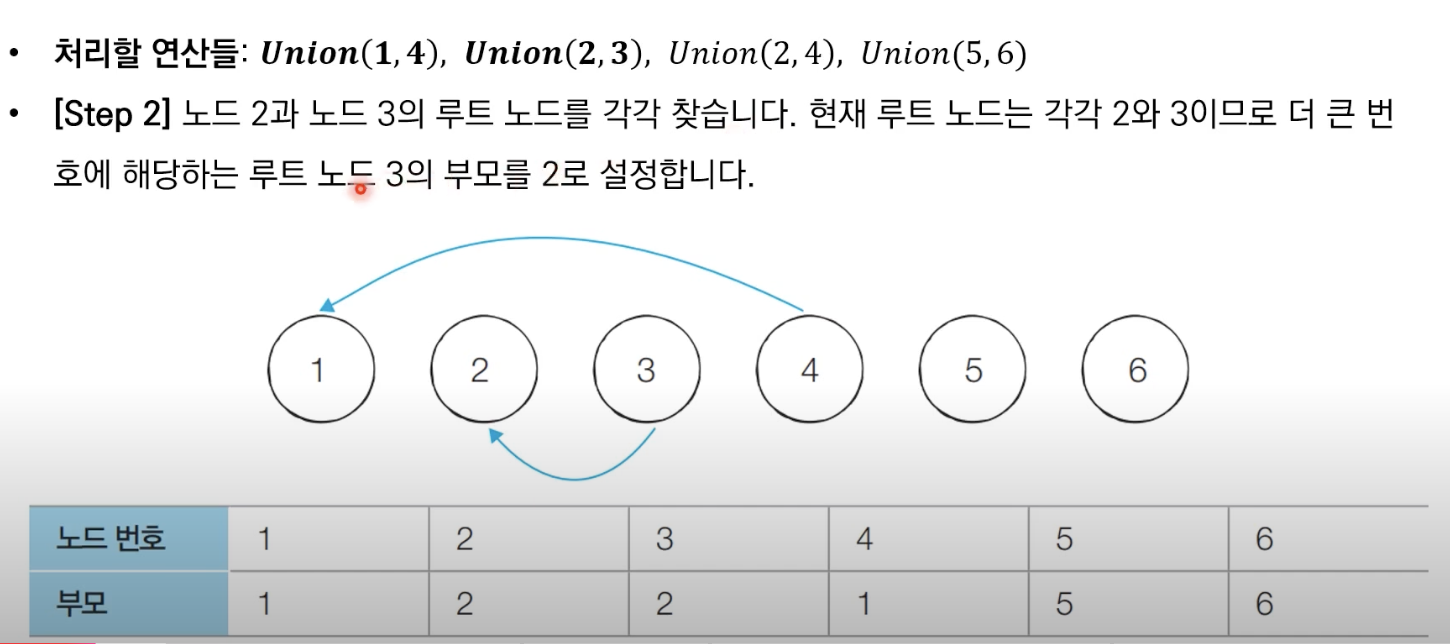 • 처리할 연산들: Union(1, 4), Union(2, 3), Union(2, 4), Union(5, 6)
• [Step 2] 노드 2과 노드 3의 루트 노드를 각각 찾습니다. 현재 루트 노드는 각각 2와 3이므로 더 큰 번
호에 해당하는 루트 노드 3의 부모를 2로 설정합니다.
1 2 3 4 5 6
노드 번호 1 2 3 4 5 6
부모 1 2 2 1 5 6